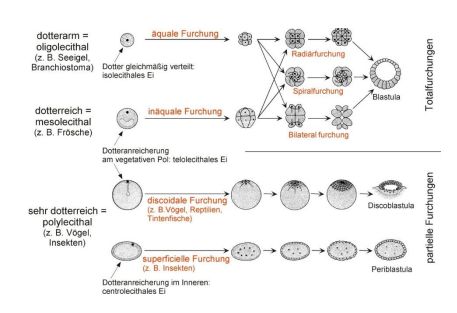 dotterarm =
oligolecithal
(z. B. Seeigel,
Branchiostoma)
äquale Furchung
Dotter gleichmäßig verteilt:
isolecithales Ei
Radiärfurchung
Spiralfurchung
Bilateral furchung
Blastula
Totalfurchungen
dotterreich =
mesolecithal
(z. B. Frösche)
inäquale Furchung
Dotteranreicherung
am vegetativen Pol: telolecithales Ei
sehr dotterreich =
polylecithal
(z. B. Vögel,
Insekten)
discoidale Furchung
(z. B.Vögel, Reptilien,
Tintenfische)
Discoblastula
superficielle Furchung
(z. B. Insekten)
Periblastula
Dotteranreicherung im Inneren:
centrolecithales Ei
partielle Furchungen